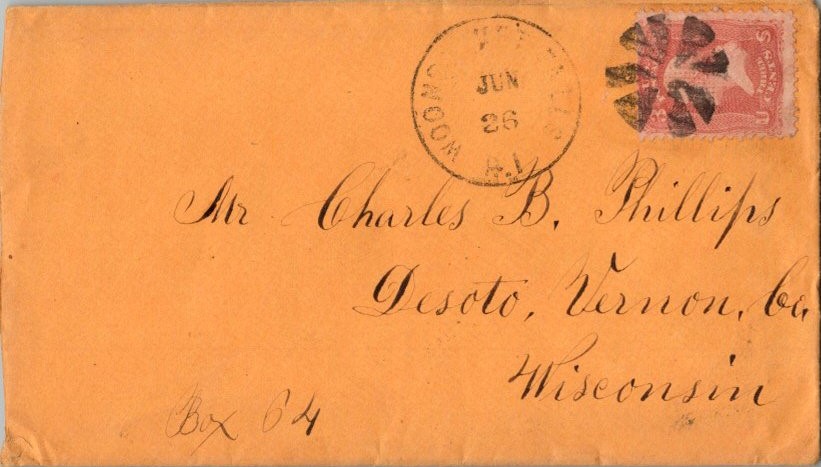 JUN
26
R.I
Mr Charles B. Phillips
Desoto, Vernon, Co.
Wisconsin
Box 64